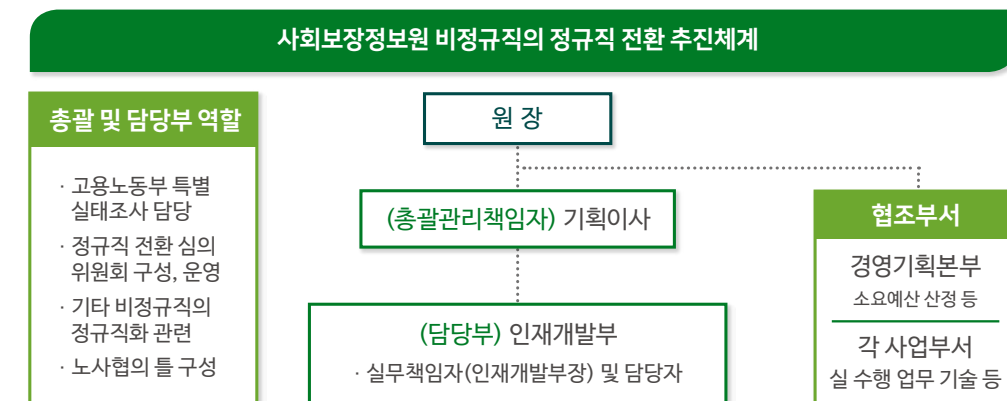 사회보장정보원 비정규직의 정규직 전환 추진체계
총괄 및 담당부 역할
· 고용노동부 특별
실태조사 담당
· 정규직 전환 심의
위원회 구성, 운영
· 기타 비정규직의
정규직화 관련
· 노사협의 틀 구성
원 장
(총괄관리책임자) 기획이사
(담당부) 인재개발부
· 실무책임자(인재개발부장) 및 담당자
협조부서
경영기획본부
소요예산 산정 등
각 사업부서
실 수행 업무 기술 등